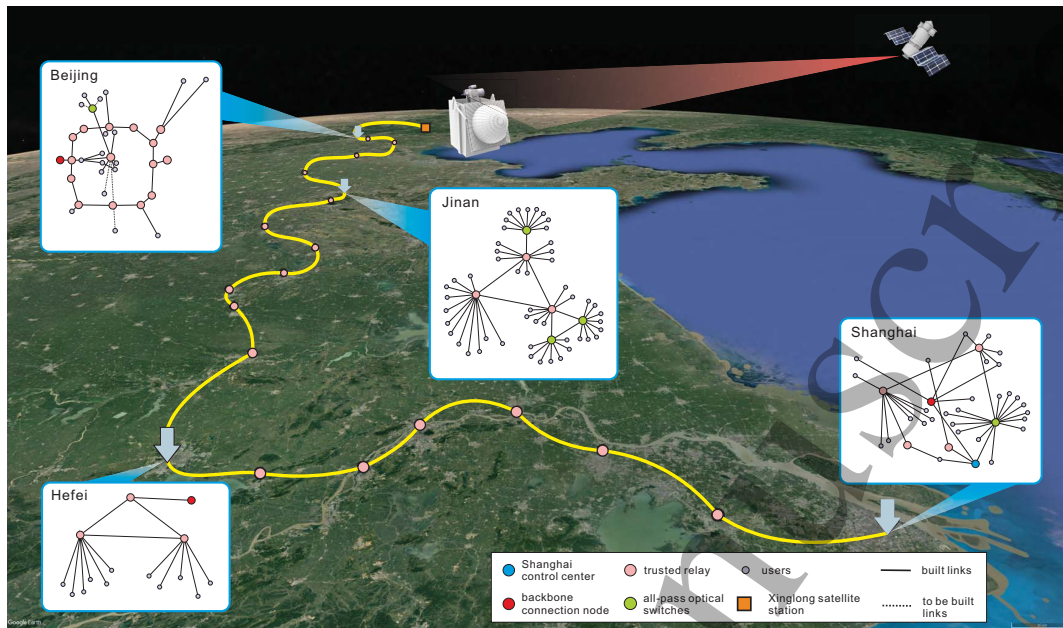 Beijing
Jinan
Shanghai
Hefei
Shanghai
control center
trusted relay
users
built links
backbone
connection node
all-pass optical
switches
Xinglong satellite
station
to be built
links
Google Earth